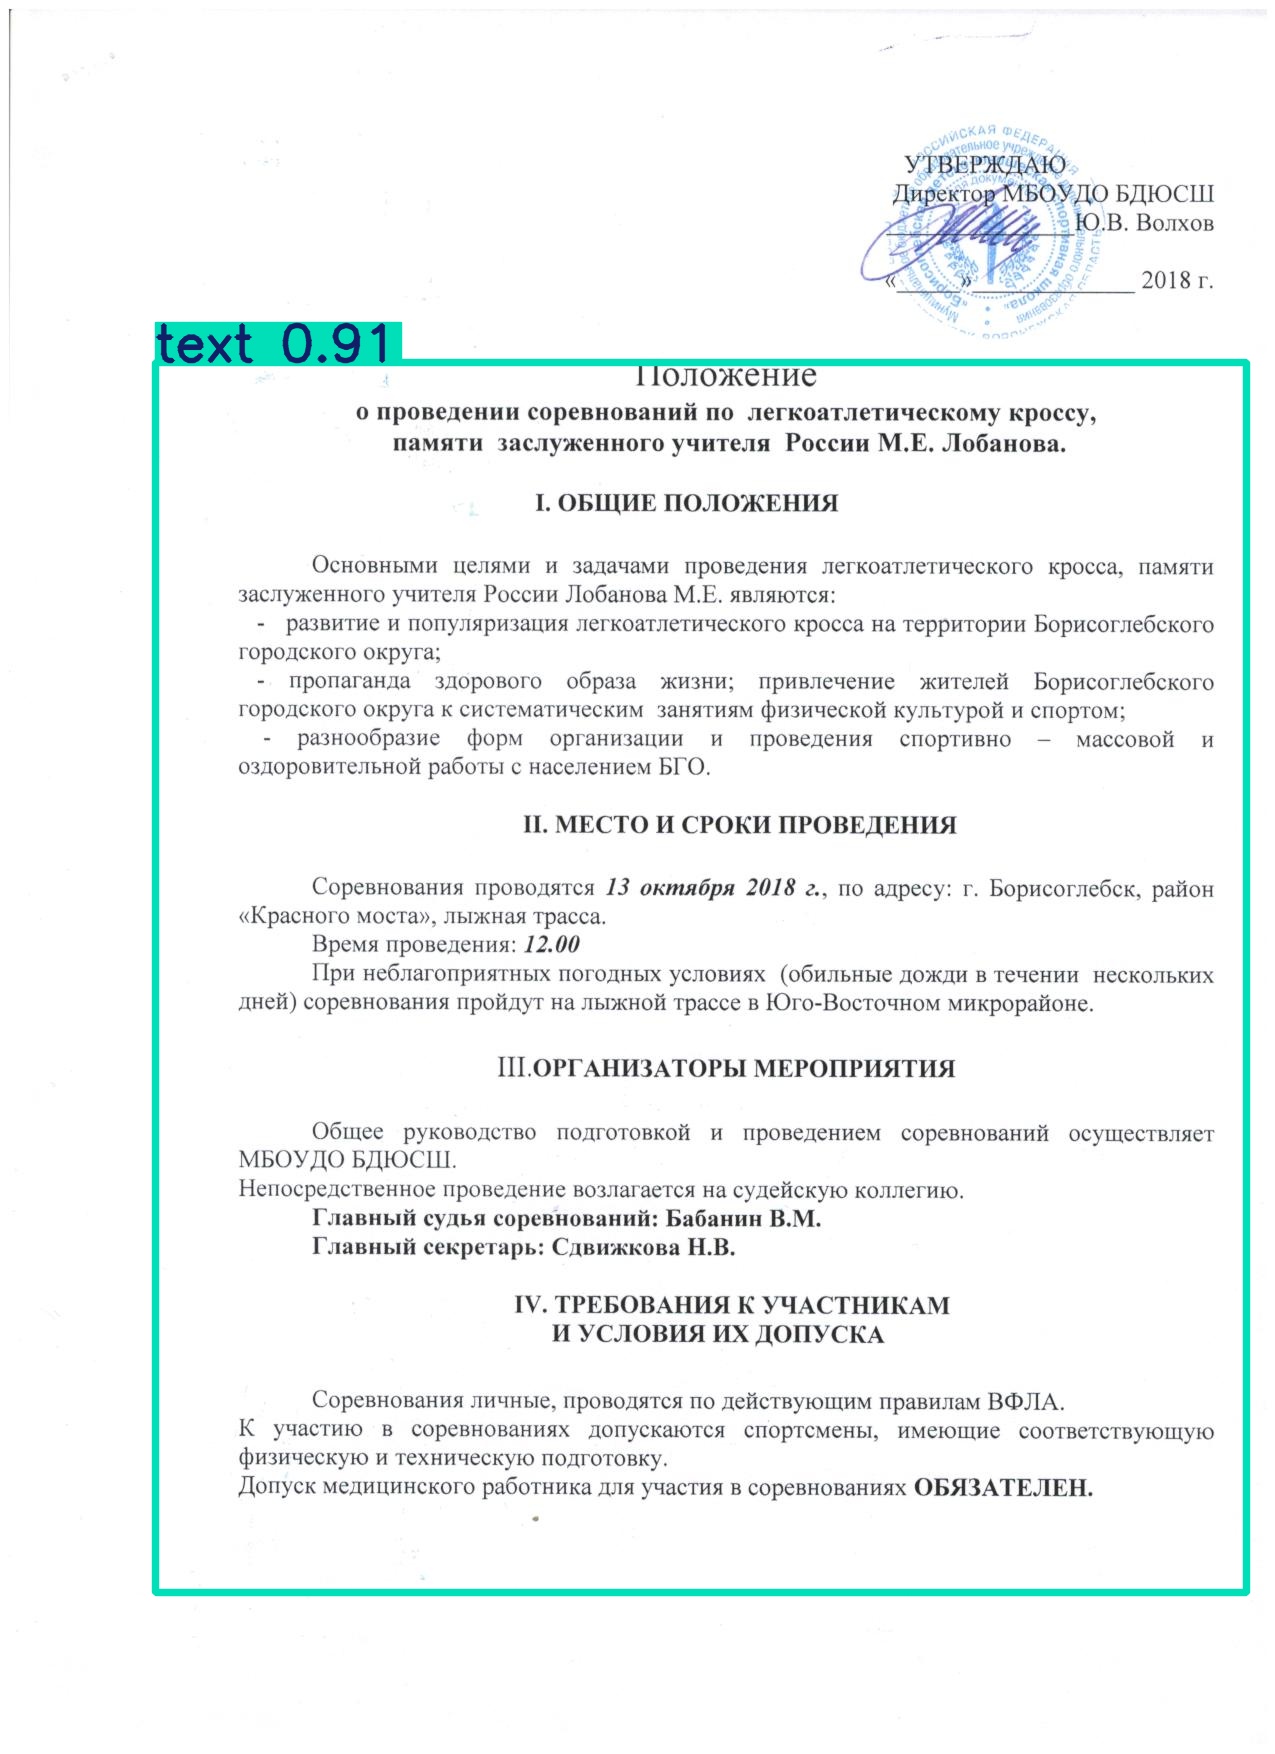 УТВЕРЖДАЮ
Директор МБОУДО БДЮСШ
Ю.В. Волхов
«_____»_____________ 2018 г.
text 0.91
Положение
о проведении соревнований по легкоатлетическому кроссу,
памяти заслуженного учителя России М.Е. Лобанова.
I. ОБЩИЕ ПОЛОЖЕНИЯ
Основными целями и задачами проведения легкоатлетического кросса, памяти
заслуженного учителя России Лобанова М.Е. являются:
- развитие и популяризация легкоатлетического кросса на территории Борисоглебского
городского округа;
- пропаганда здорового образа жизни; привлечение жителей Борисоглебского
городского округа к систематическим занятиям физической культурой и спортом;
- разнообразие форм организации и проведения спортивно – массовой и
оздоровительной работы с населением БГО.
II. МЕСТО И СРОКИ ПРОВЕДЕНИЯ
Соревнования проводятся 13 октября 2018 г., по адресу: г. Борисоглебск, район
«Красного моста», лыжная трасса.
Время проведения: 12.00
При неблагоприятных погодных условиях (обильные дожди в течении нескольких
дней) соревнования пройдут на лыжной трассе в Юго-Восточном микрорайоне.
III.ОРГАНИЗАТОРЫ МЕРОПРИЯТИЯ
Общее руководство подготовкой и проведением соревнований осуществляет
МБОУДО БДЮСШ.
Непосредственное проведение возлагается на судейскую коллегию.
Главный судья соревнований: Бабанин В.М.
Главный секретарь: Сдвижкова Н.В.
IV. ТРЕБОВАНИЯ К УЧАСТНИКАМ
И УСЛОВИЯ ИХ ДОПУСКА
Соревнования личные, проводятся по действующим правилам ВФЛА.
К участию в соревнованиях допускаются спортсмены, имеющие соответствующую
физическую и техническую подготовку.
Допуск медицинского работника для участия в соревнованиях ОБЯЗАТЕЛЕН.